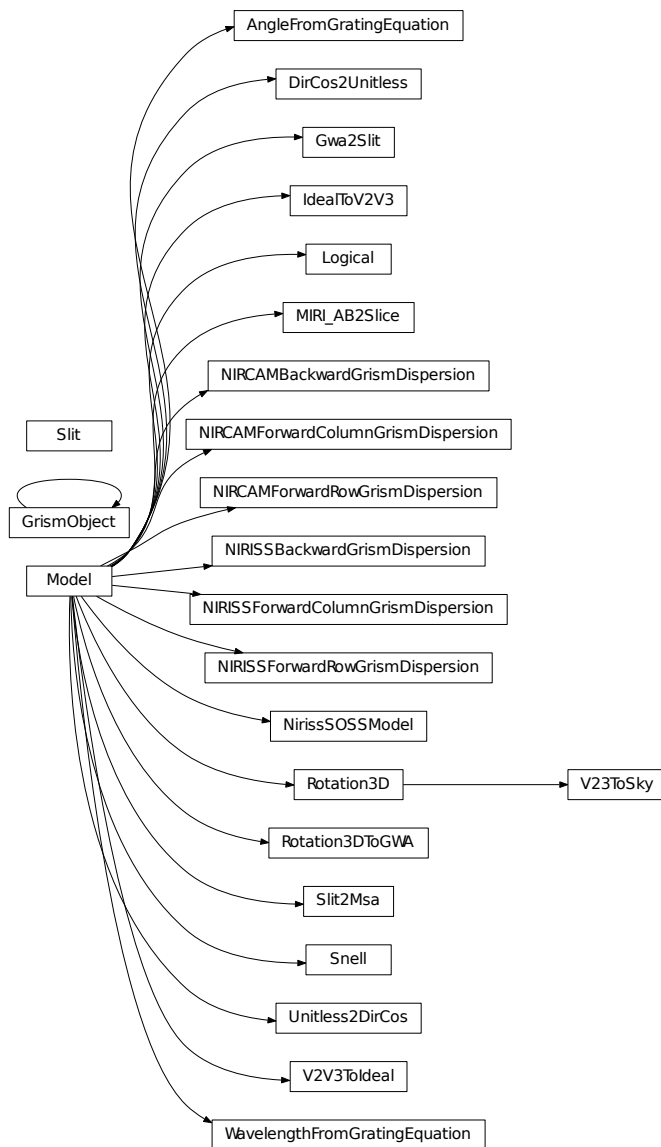 AngleFromGratingEquation
DirCos2Unitless
Gwa2Slit
IdealToV2V3
Logical
MIRI_AB2Slice
NIRCAMBackwardGrismDispersion
Slit
NIRCAMForwardColumnGrismDispersion
NIRCAMForwardRowGrismDispersion
GrismObject
NIRISSBackwardGrismDispersion
Model
NIRISSForwardColumnGrismDispersion
NIRISSForwardRowGrismDispersion
NirissSOSSModel
Rotation3D
V23ToSky
Rotation3DToGWA
Slit2Msa
Snell
Unitless2DirCos
V2V3ToIdeal
WavelengthFromGratingEquation